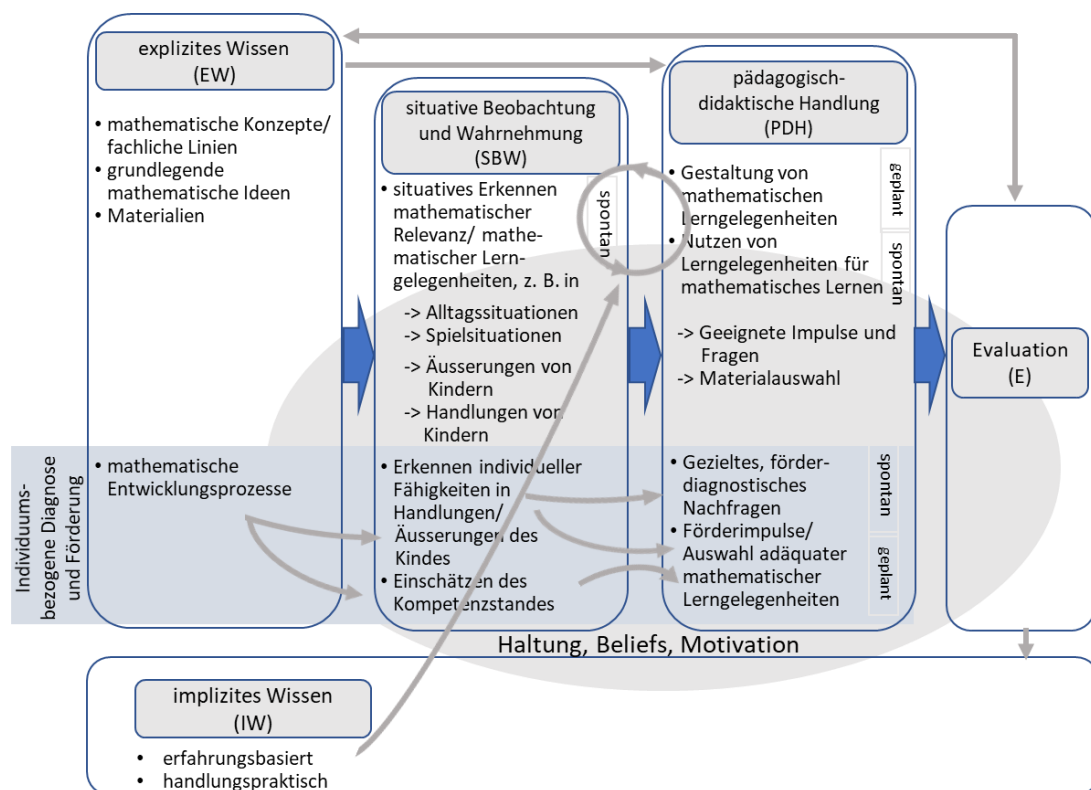 explizites Wissen
(EW)
• mathematische Konzepte/
fachliche Linien
• grundlegende
mathematische Ideen
• Materialien
• mathematische
Entwicklungsprozesse
situative Beobachtung
und Wahrnehmung
(SBW)
• situatives Erkennen
mathematischer
Relevanz/ mathe-
matischer Lern-
gelegenheiten, z. B. in
-> Alltagssituationen
-> Spielsituationen
-> Äusserungen von
Kindern
-> Handlungen von
Kindern
spontan
• Erkennen individueller
Fähigkeiten in
Handlungen/
Äusserungen des
Kindes
• Einschätzen des
Kompetenzstandes
pädagogisch-
didaktische Handlung
(PDH)
• Gestaltung von
mathematischen
Lerngelegenheiten
• Nutzen von
Lerngelegenheiten für
mathematisches Lernen
-> Geeignete Impulse und
Fragen
-> Materialauswahl
geplant
spontan
• Gezieltes, förder-
diagnostisches
Nachfragen
• Förderimpulse/
Auswahl adäquater
mathematischer
Lerngelegenheiten
spontan
geplant
Evaluation
(E)
Individuums-
bezogene Diagnose
und Förderung
Haltung, Beliefs, Motivation
implizites Wissen
(IW)
• erfahrungsbasiert
• handlungspraktisch